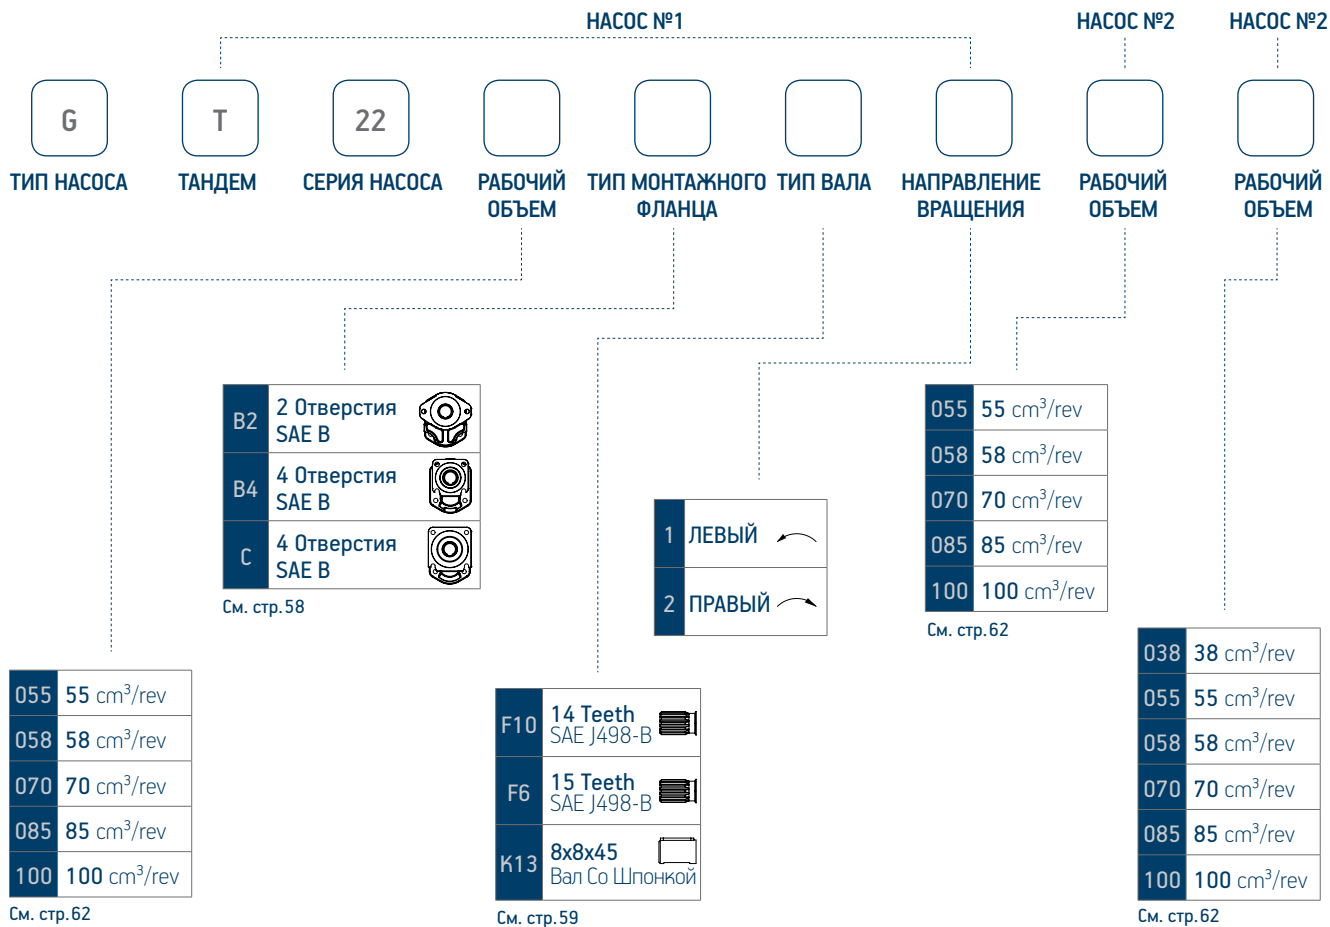 НАСОС №1
НАСОС №2
НАСОС №2
G
T
22
ТИП НАСОСА
ТАНДЕМ
СЕРИЯ НАСОСА
РАБОЧИЙ
ОБЪЕМ
ТИП МОНТАЖНОГО
ФЛАНЦА
ТИП ВАЛА
НАПРАВЛЕНИЕ
ВРАЩЕНИЯ
РАБОЧИЙ
ОБЪЕМ
РАБОЧИЙ
ОБЪЕМ
B2
2 Отверстия
SAE B
B4
4 Отверстия
SAE B
C
4 Отверстия
SAE B
См. стр.58
1 ЛЕВЫЙ
2 ПРАВЫЙ
055 55 cm³/rev
058 58 cm³/rev
070 70 cm³/rev
085 85 cm³/rev
100 100 cm³/rev
См. стр.62
055 55 cm³/rev
058 58 cm³/rev
070 70 cm³/rev
085 85 cm³/rev
100 100 cm³/rev
См. стр.62
F10
14 Teeth
SAE J498-B
F6
15 Teeth
SAE J498-B
K13
8x8x45
Вал Со Шпонкой
См. стр.59
038 38 cm³/rev
055 55 cm³/rev
058 58 cm³/rev
070 70 cm³/rev
085 85 cm³/rev
100 100 cm³/rev
См. стр.62